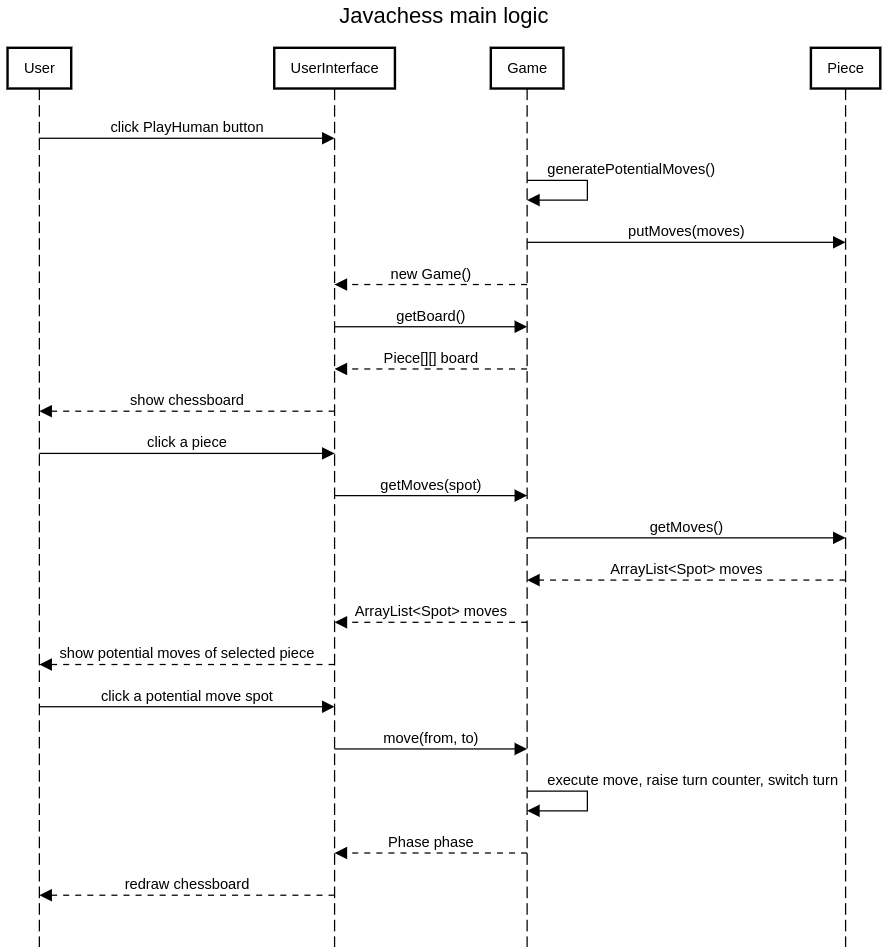 Javachess main logic
User
UserInterface
Game
Piece
click PlayHuman button
generatePotentialMoves()
putMoves(moves)
new Game()
getBoard()
Piece[][] board
show chessboard
click a piece
getMoves(spot)
getMoves()
ArrayList<Spot> moves
ArrayList<Spot> moves
show potential moves of selected piece
click a potential move spot
move(from, to)
execute move, raise turn counter, switch turn
Phase phase
redraw chessboard